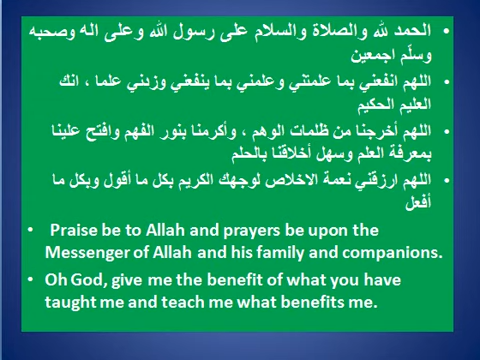 • الحمد لله والصلاة والسلام على رسول الله وعلى اله وصحبه
وسلّم اجمعين
• اللهم انفعني بما علمتني وعلمني بما ينفعني وزدني علما ، انك
العليم الحكيم
• اللهم أخرجنا من ظلمات الوهم ، وأكرمنا بنور الفهم وافتح علينا
بمعرفة العلم وسهل أخلاقنا بالحلم
• اللهم ارزقني نعمة الاخلاص لوجهك الكريم بكل ما أقول وبكل ما
أفعل
• Praise be to Allah and prayers be upon the
Messenger of Allah and his family and companions.
• Oh God, give me the benefit of what you have
taught me and teach me what benefits me.